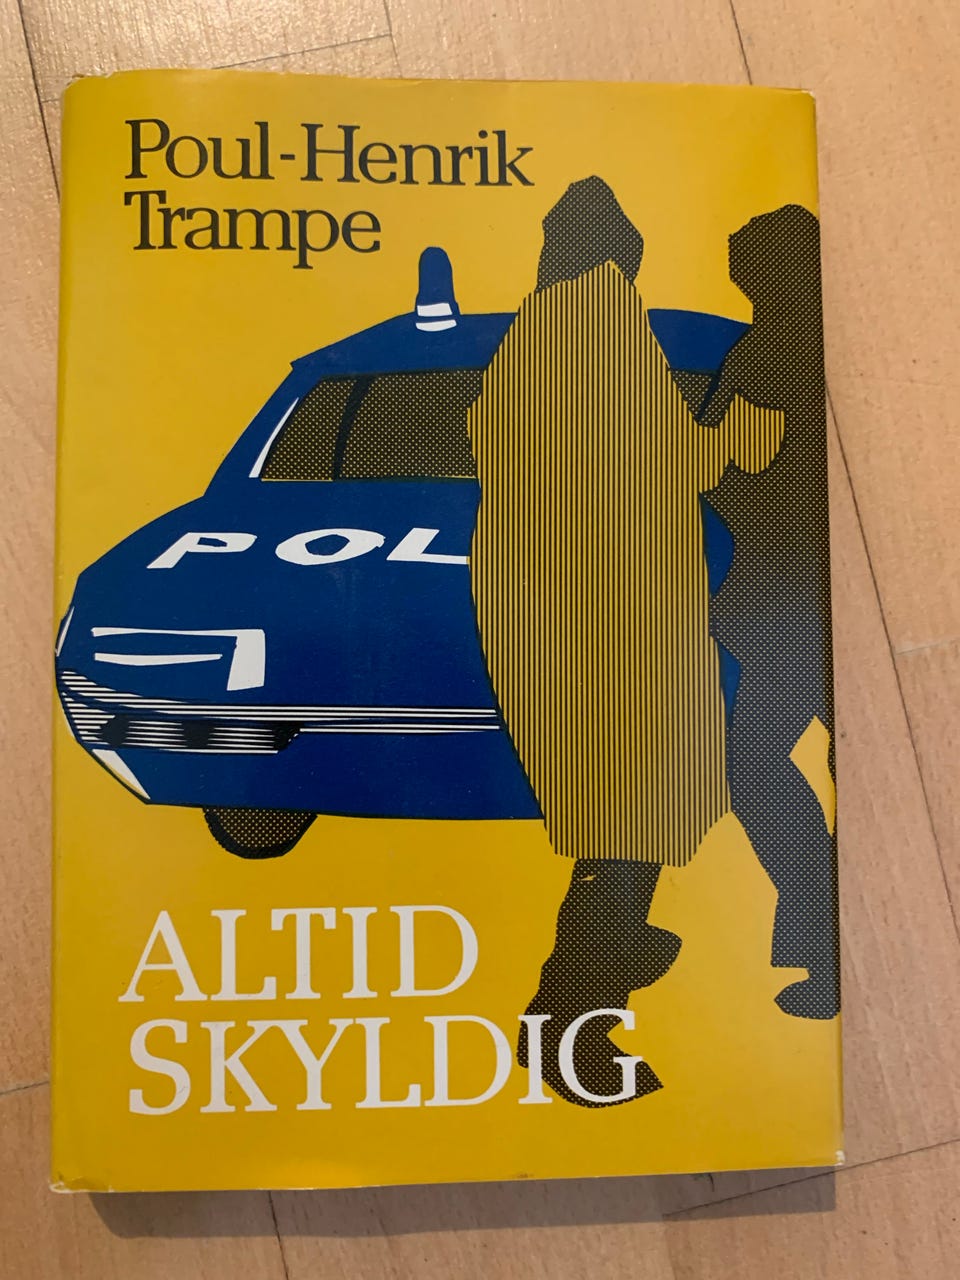 Poul-Henrik
Trampe
POL
ALTID
SKYLDIG